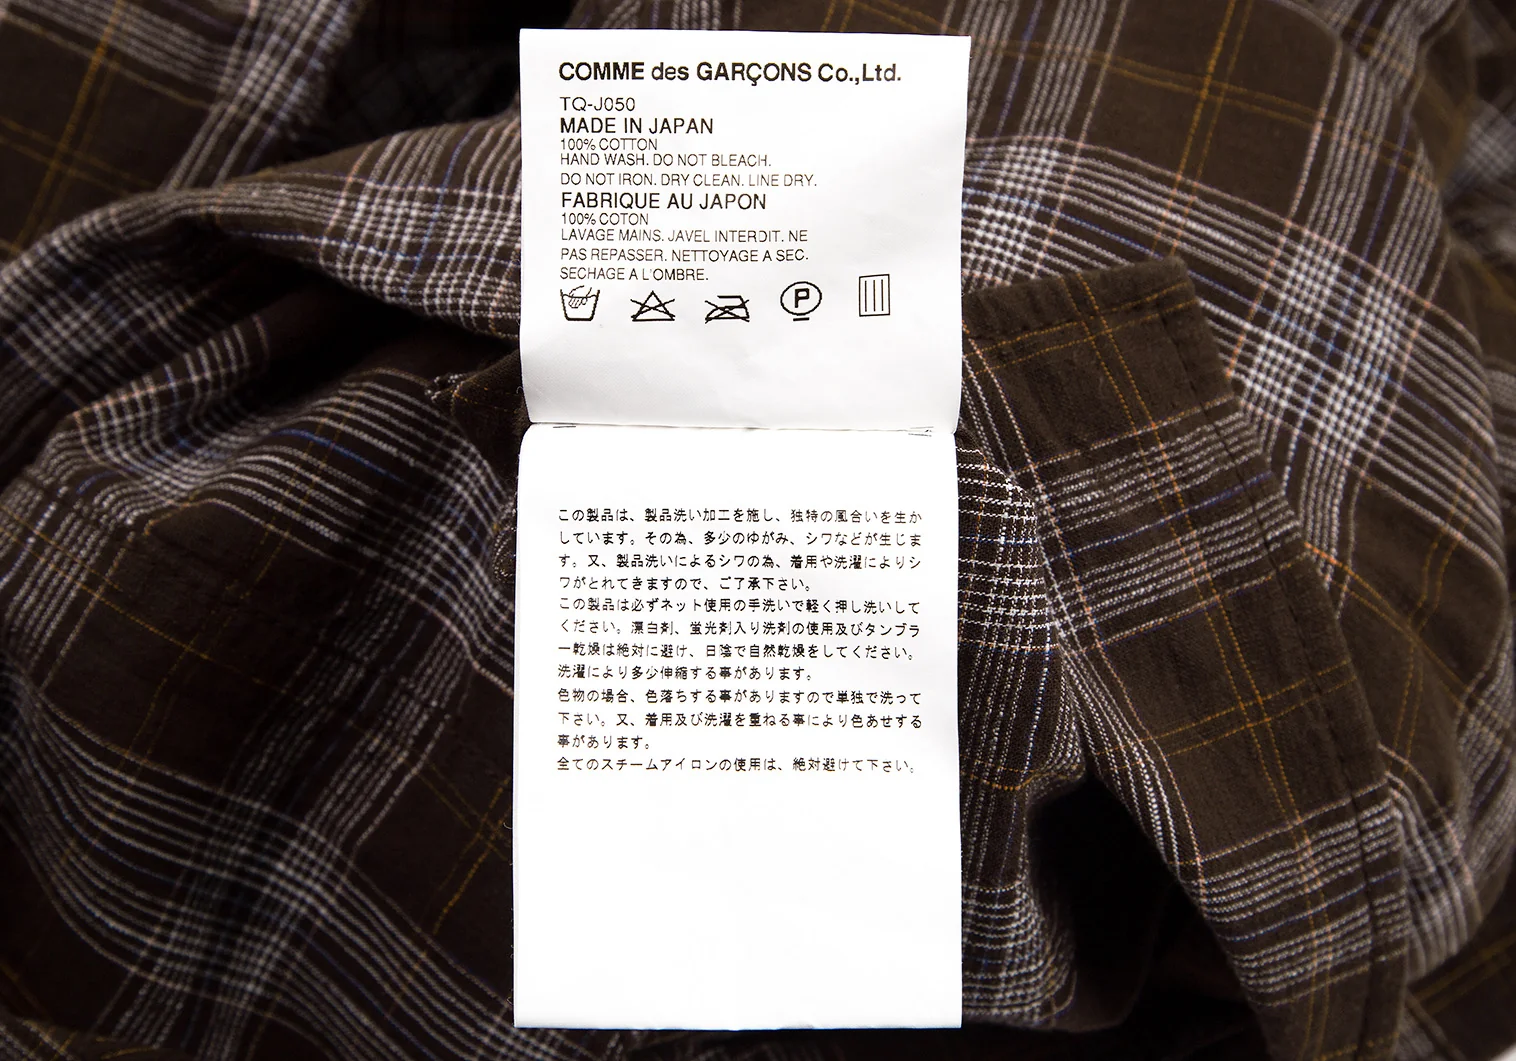 COMME des GARÇONS Co.,Ltd.
TQ-J050
MADE IN JAPAN
100% COTTON
HAND WASH. DO NOT BLEACH.
DO NOT IRON. DRY CLEAN. LINE DRY.
FABRIQUE AU JAPON
100% COTON
LAVAGE MAINS. JAVEL INTERDIT. NE
PAS REPASSER. NETTOYAGE A SEC.
SECHAGE A L'OMBRE.
P
この製品は、製品洗い加工を施し、独特の風合いを生か
しています。その為、多少のゆがみ、シワなどが生じま
す。又、製品洗いによるシワの為、着用や洗濯によりシ
ワがとれてきますので、ご了承下さい。
この製品は必ずネット使用の手洗いで軽く押し洗いして
ください。漂白剤、蛍光剤入り洗剤の使用及びタンブラ
ー乾燥は絶対に避け、日陰で自然乾燥をしてください。
洗濯により多少伸縮する事があります。
色物の場合、色落ちする事がありますので単独で洗って
下さい。又、着用及び洗濯を重ねる事により色あせする
事があります。
全てのスチームアイロンの使用は、絶対避けて下さい。